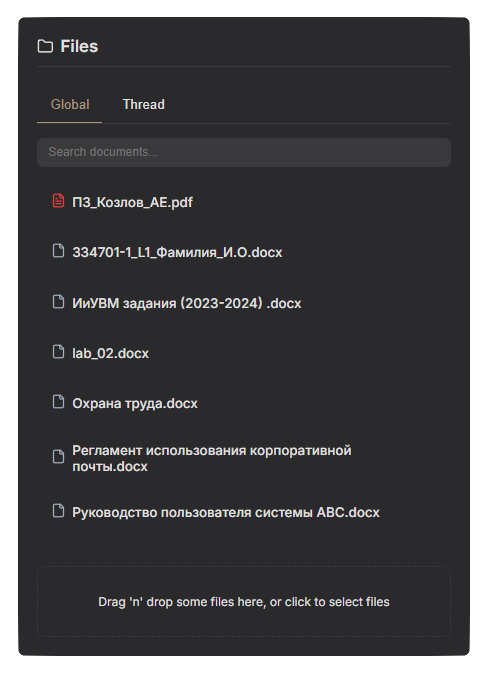 Files
Global Thread
Search documents...
ПЗ_Козлов_АЕ.pdf
334701-1_L1_Фамилия_И.О.docx
ИиУВМ задания (2023-2024) .docx
lab_02.docx
Охрана труда.docx
Регламент использования корпоративной
почты.docx
Руководство пользователя системы ABC.docx
Drag 'n' drop some files here, or click to select files